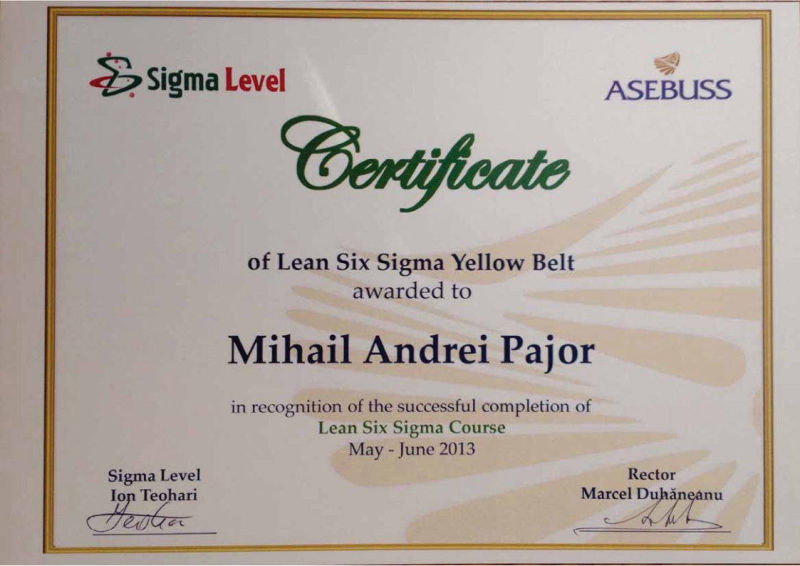 Sigma Level
ASEBUSS
Certificate
of Lean Six Sigma Yellow Belt
awarded to
Mihail Andrei Pajor
in recognition of the successful completion of
Lean Six Sigma Course
May - June 2013
Sigma Level
Ion Teohari
Rector
Marcel Duhăneanu